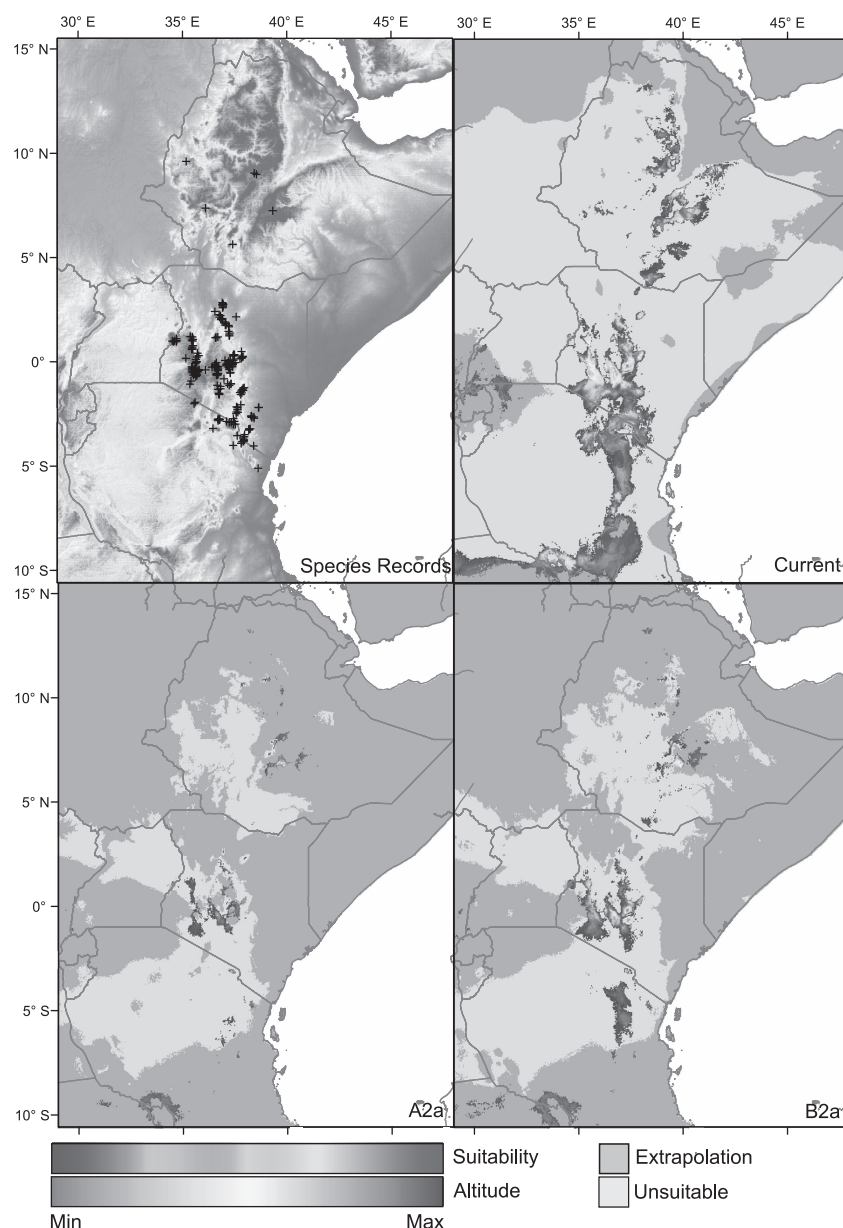 30° E 35° E 40° E 30° E 35° E 40° E 45° E
15° N
10° N
5° N
0°
5° S
10° S
Species Records
Current
15° N
10° N
5° N
0°
5° S
10° S
A2a
B2a
Suitability
Extrapolation
Altitude
Unsuitable
Min Max